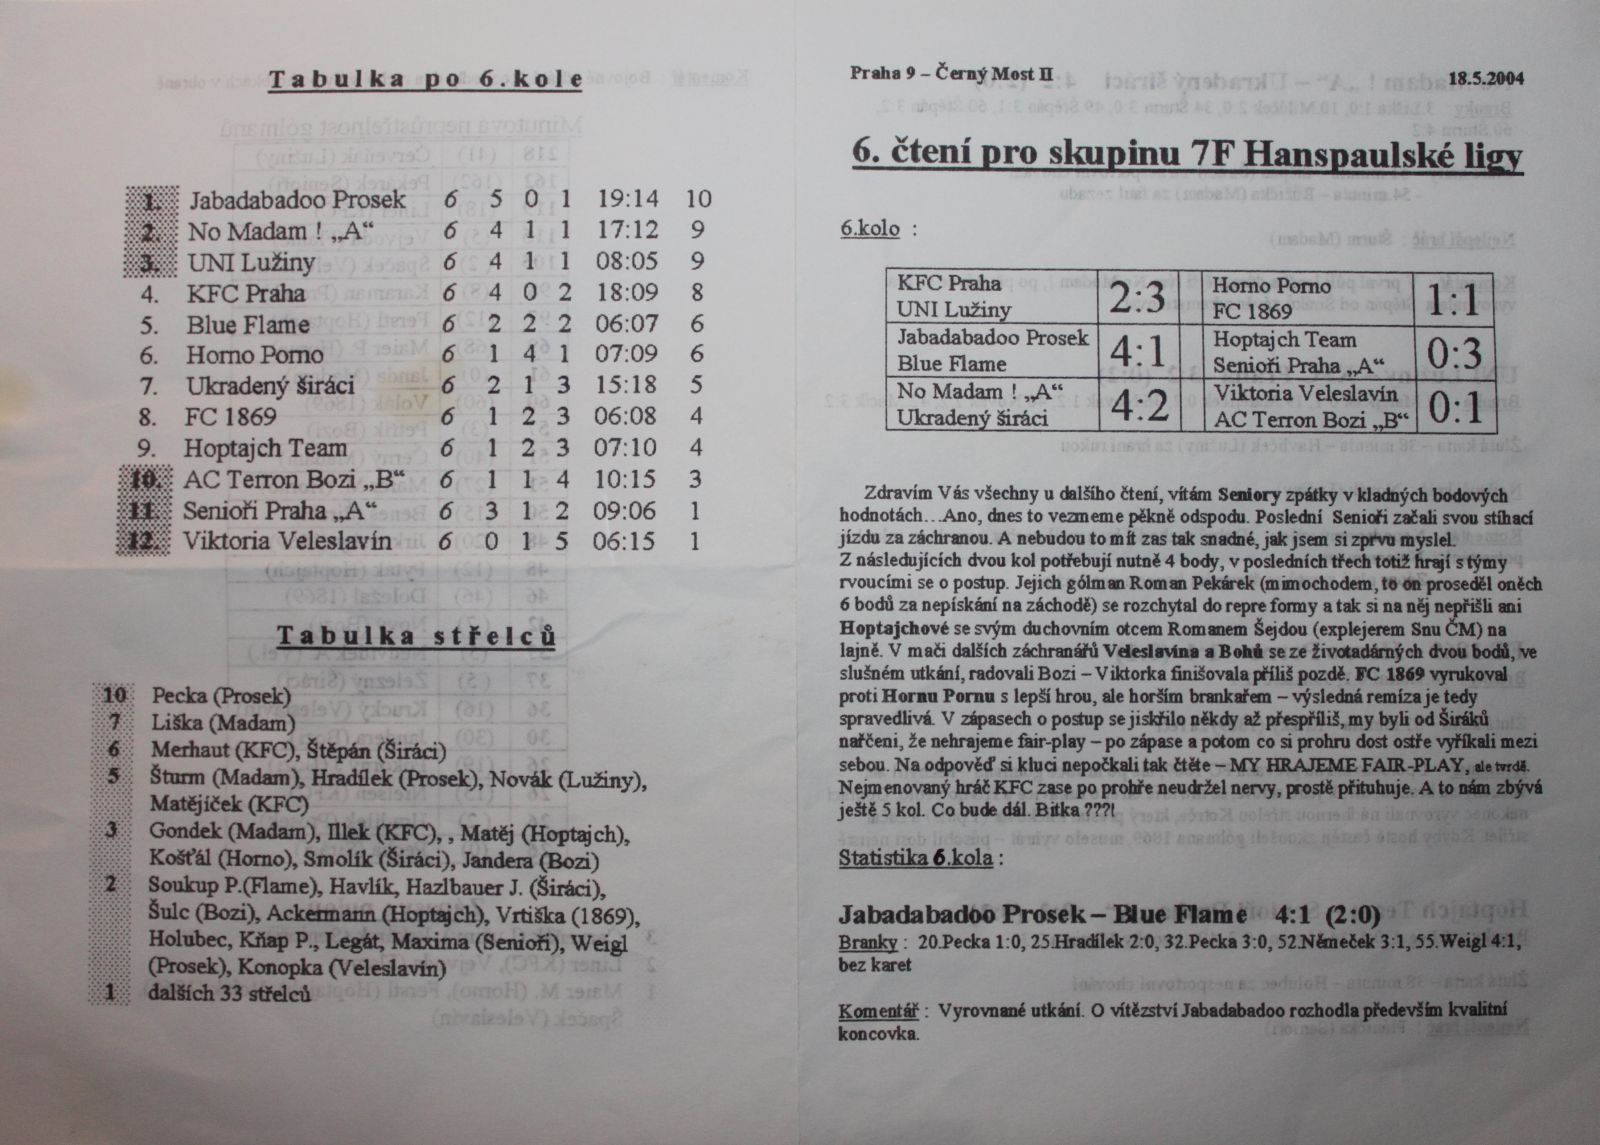 Tabulka po 6.kole
1. Jabadabadoo Prosek 6 5 0 1 19:14 10
2. No Madam ! „A“ 6 4 1 1 17:12 9
3. UNI Lužiny 6 4 1 1 08:05 9
4. KFC Praha 6 4 0 2 18:09 8
5. Blue Flame 6 2 2 2 06:07 6
6. Horno Porno 6 1 4 1 07:09 6
7. Ukradený širáci 6 2 1 3 15:18 5
8. FC 1869 6 1 2 3 06:08 4
9. Hoptajch Team 6 1 2 3 07:10 4
10. AC Terron Bozi „B“ 6 1 1 4 10:15 3
11. Senioři Praha „A“ 6 3 1 2 09:06 1
12. Viktoria Veleslavín 6 0 1 5 06:15 1
Tabulka střelců
10 Pecka (Prosek)
7 Liška (Madam)
6 Merhaut (KFC), Štěpán (Širáci)
5 Šturm (Madam), Hradílek (Prosek), Novák (Lužiny),
Matějíček (KFC)
3 Gondek (Madam), Illek (KFC), , Matěj (Hoptajch),
Košťál (Horno), Smolík (Širáci), Jandera (Bozi)
2 Soukup P.(Flame), Havlík, Hazlbauer J. (Širáci),
Šulc (Bozi), Ackermann (Hoptajch), Vrtiška (1869),
Holubec, Kňap P., Legát, Maxima (Senioři), Weigl
(Prosek), Konopka (Veleslavín)
1 dalších 33 střelců
Praha 9 – Černý Most II 18.5.2004
6. čtení pro skupinu 7F Hanspaulské ligy
6.kolo :
KFC Praha
UNI Lužiny 2:3
Horno Porno
FC 1869 1:1
Jabadabadoo Prosek
Blue Flame 4:1
Hoptajch Team
Senioři Praha „A“ 0:3
No Madam ! „A“
Ukradený širáci 4:2
Viktoria Veleslavín
AC Terron Bozi „B“ 0:1
Zdravím Vás všechny u dalšího čtení, vítám Seniory zpátky v kladných bodových
hodnotách…Ano, dnes to vezmeme pěkně odspodu. Poslední Senioři začali svou stíhací
jízdu za záchranou. A nebudou to mít zas tak snadné, jak jsem si zprvu myslel.
Z následujících dvou kol potřebují nutně 4 body, v posledních třech totiž hrají s týmy
rvoucími se o postup. Jejich gólman Roman Pekárek (mimochodem, to on proseděl oněch
6 bodů za nepískání na záchodě) se rozchytal do repre formy a tak si na něj nepřišli ani
Hoptajchové se svým duchovním otcem Romanem Šejdou (explejerem Snu ČM) na
lajně. V mači dalších záchranářů Veleslavína a Bohů se ze životadárných dvou bodů, ve
slušném utkání, radovali Bozi – Viktorka finišovala příliš pozdě. FC 1869 vyrukoval
proti Hornu Pornu s lepší hrou, ale horším brankařem – výsledná remíza je tedy
spravedlivá. V zápasech o postup se jiskřilo někdy až přespříliš, my byli od Širáků
nařčeni, že nehrajeme fair-play – po zápase a potom co si prohru dost ostře vyříkali mezi
sebou. Na odpověď si kluci nepočkali tak čtěte – MY HRAJEME FAIR-PLAY, ale tvrdě.
Nejmenovaný hráč KFC zase po prohře neudržel nervy, prostě přituhuje. A to nám zbývá
ještě 5 kol. Co bude dál. Bitka ???!
Statistika 6.kola :
Jabadabadoo Prosek – Blue Flame 4:1 (2:0)
Branky : 20.Pecka 1:0, 25.Hradílek 2:0, 32.Pecka 3:0, 52.Němeček 3:1, 55.Weigl 4:1,
bez karet
Komentář : Vyrovnané utkání. O vítězství Jabadabadoo rozhodla především kvalitní
koncovka.